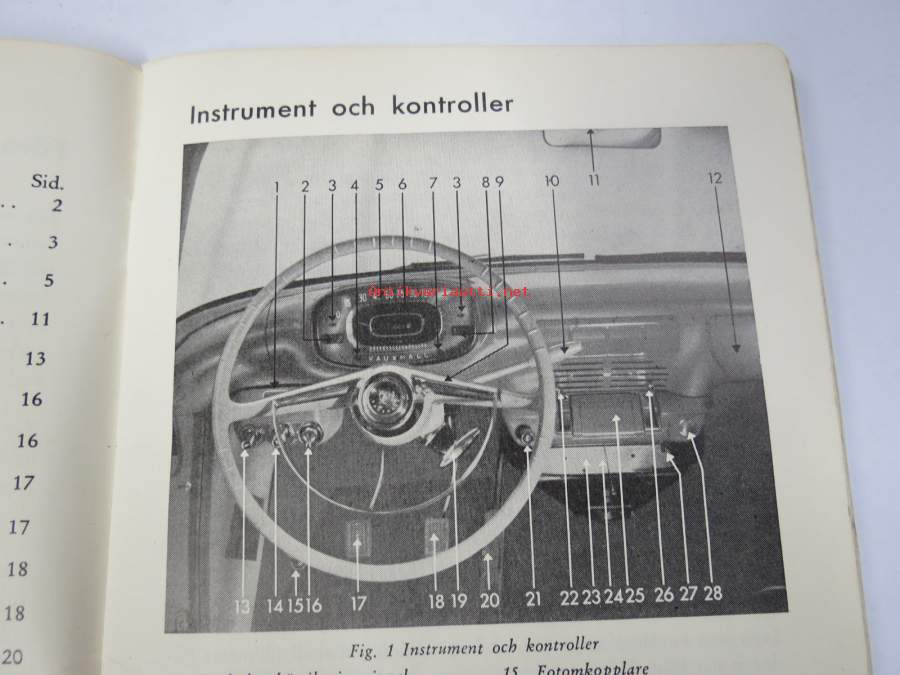 Sid.
. . 2
. 3
. 5
. 11
13
16
16
17
17
18
18
20
Instrument och kontroller
1 2 3 4 5 6 7 3 8 9 10 11 12
Antikvariaatti.net
VAUXHALL
13 14 15 16 17 18 19 20 21 22 23 24 25 26 27 28
Fig. 1 Instrument och kontroller
15 Fotomkopplare